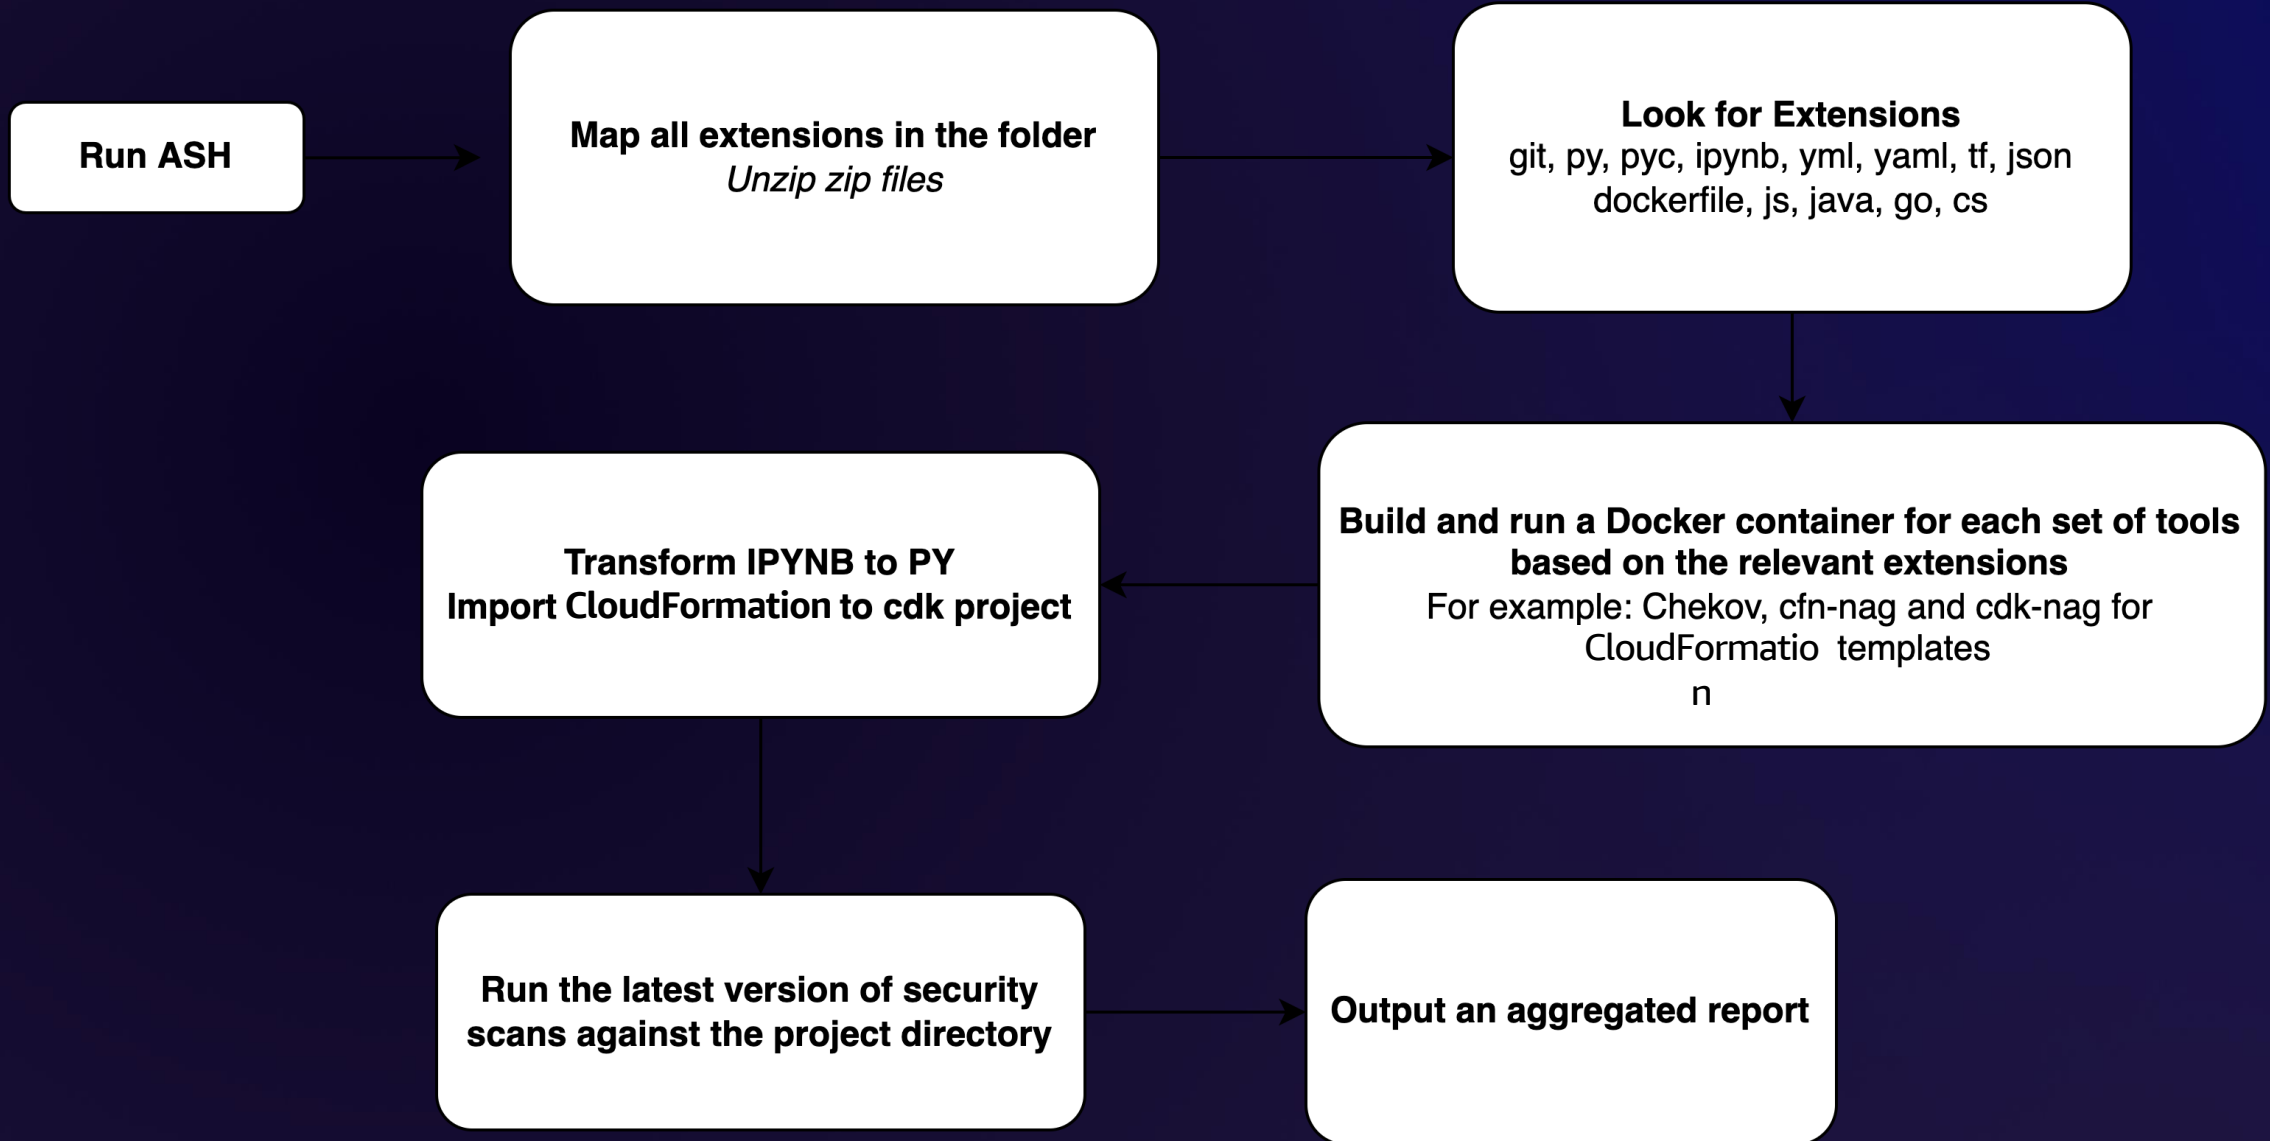 Run ASH
Map all extensions in the folder
Unzip zip files
Look for Extensions
git, py, pyc, ipynb, yml, yaml, tf, json
dockerfile, js, java, go, cs
Build and run a Docker container for each set of tools
based on the relevant extensions
For example: Chekov, cfn-nag and cdk-nag for
CloudFormatio templates
n
Transform IPYNB to PY
Import CloudFormation to cdk project
Run the latest version of security
scans against the project directory
Output an aggregated report